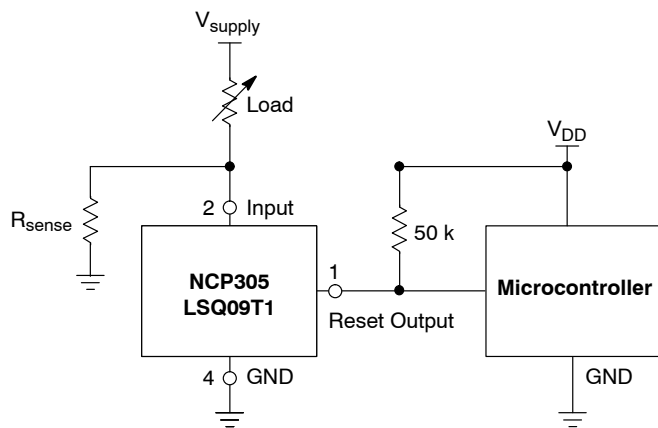 Vsupply
Load
VDD
Rsense
2 Input
50 k
NCP305
LSQ09T1
1
Microcontroller
Reset Output
4 GND
GND